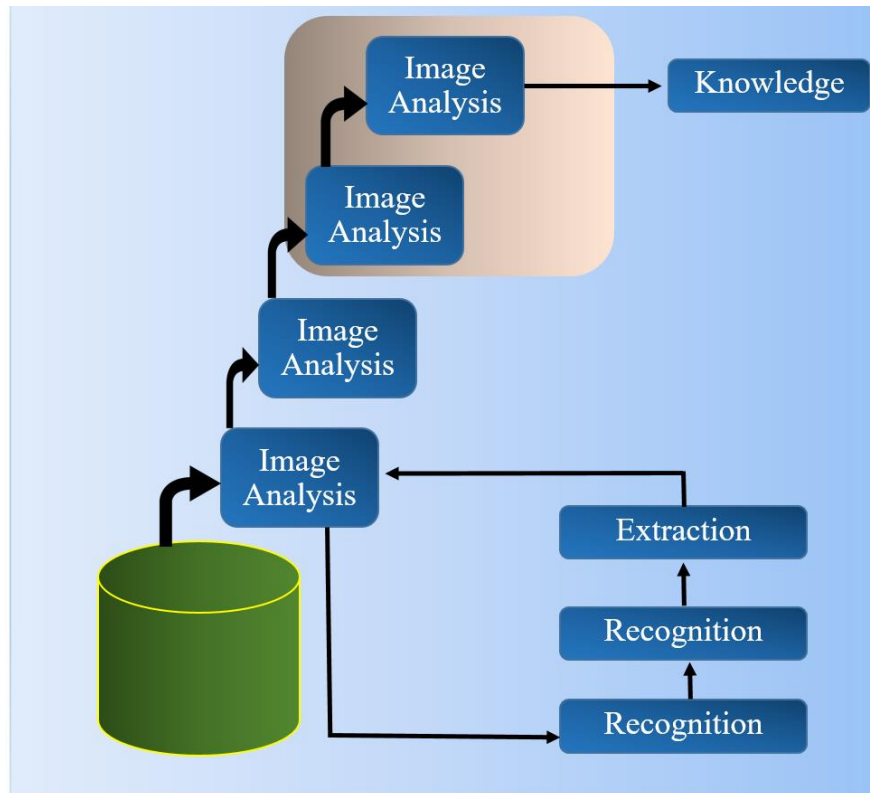 Image
Analysis
Knowledge
Image
Analysis
Image
Analysis
Image
Analysis
Extraction
Recognition
Recognition